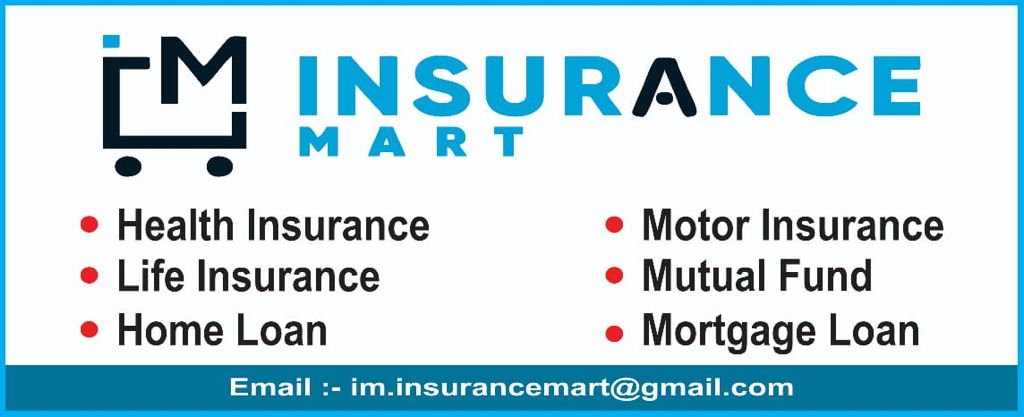 iM INSURANCE
MART
• Health Insurance
• Life Insurance
• Home Loan
• Motor Insurance
• Mutual Fund
• Mortgage Loan
Email :- im.insurancemart@gmail.com